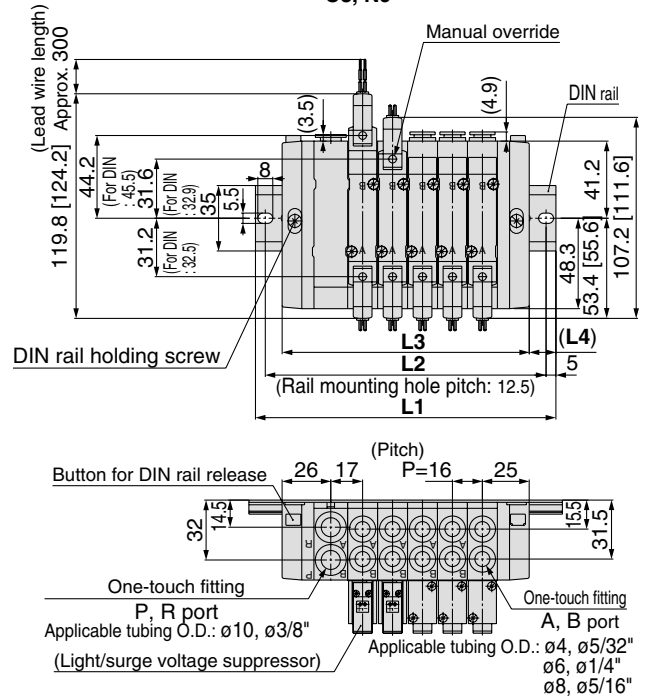 (Lead wire length)
Approx. 300
Manual override
(3.5)
(4.9)
DIN rail
119.8 [124.2]
44.2
(For DIN : 45.5)
31.6
(For DIN : 32.9)
8
35
5.5
31.2
(For DIN : 32.5)
B
B
B
B
B
A
A
A
A
A
41.2
48.3
53.4 [55.6]
107.2 [111.6]
DIN rail holding screw
L3
(L4)
L2
5
(Rail mounting hole pitch: 12.5)
L1
(Pitch)
Button for DIN rail release
26
17
P=16
25
32
14.5
15.5
31.5
R
A
A
A
A
A
P
B
B
B
B
B
One-touch fitting
P, R port
Applicable tubing O.D.: ø10, ø3/8"
(Light/surge voltage suppressor)
One-touch fitting
A, B port
Applicable tubing O.D.: ø4, ø5/32"
ø6, ø1/4"
ø8, ø5/16"